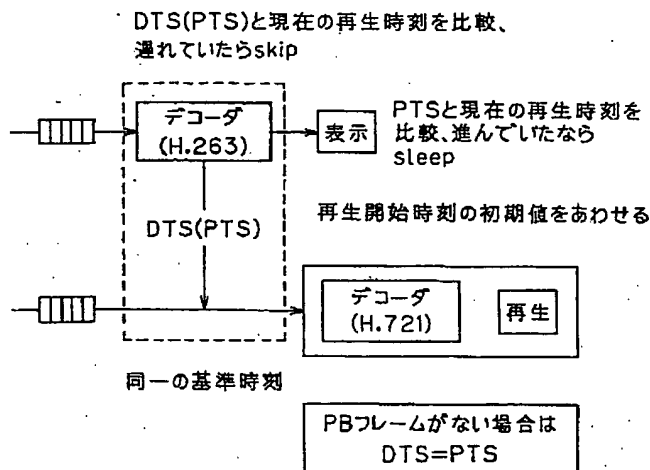 DTS(PTS)と現在の再生時刻を比較、
遅れていたらskip
デコーダ
(H.263)
表示
PTSと現在の再生時刻を
比較、進んでいたなら
sleep
DTS(PTS)
再生開始時刻の初期値をあわせる
デコーダ
(H.721)
再生
同一の基準時刻
PBフレームがない場合は
DTS=PTS